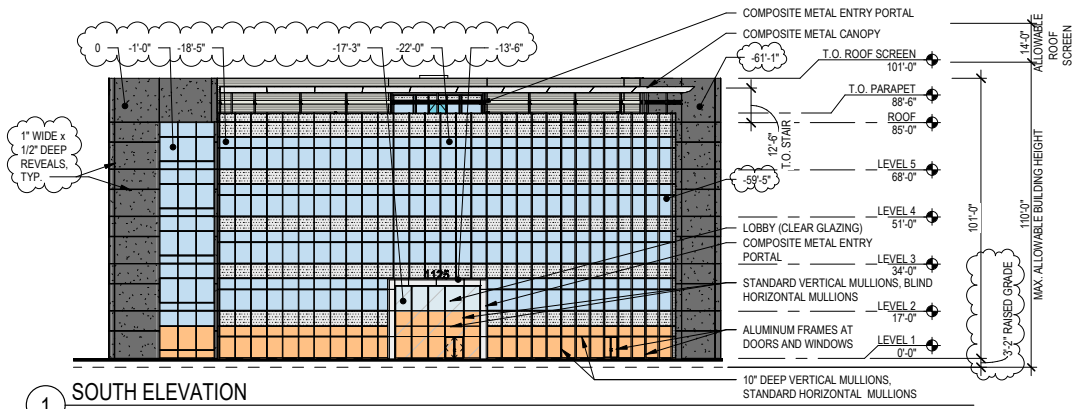 COMPOSITE METAL ENTRY PORTAL
COMPOSITE METAL CANOPY
0 -1'-0" -18'-5" -17'-3" -22'-0" -13'-6"
-61'-1"
T.O. ROOF SCREEN
101'-0"
14'-0"
ALLOWABLE
ROOF
SCREEN
T.O. PARAPET
88'-6"
ROOF
85'-0"
12'-6"
T.O. STAIR
1" WIDE x
1/2" DEEP
REVEALS,
TYP.
LEVEL 5
68'-0"
-59'-5"
LEVEL 4
51'-0"
LOBBY (CLEAR GLAZING)
COMPOSITE METAL ENTRY
PORTAL
LEVEL 3
34'-0"
1125
STANDARD VERTICAL MULLIONS, BLIND
HORIZONTAL MULLIONS
LEVEL 2
17'-0"
ALUMINUM FRAMES AT
DOORS AND WINDOWS
LEVEL 1
0'-0"
10" DEEP VERTICAL MULLIONS,
STANDARD HORIZONTAL MULLIONS
101'-0"
3'-2" RAISED GRADE
110'-0"
MAX. ALLOWABLE BUILDING HEIGHT
1 SOUTH ELEVATION